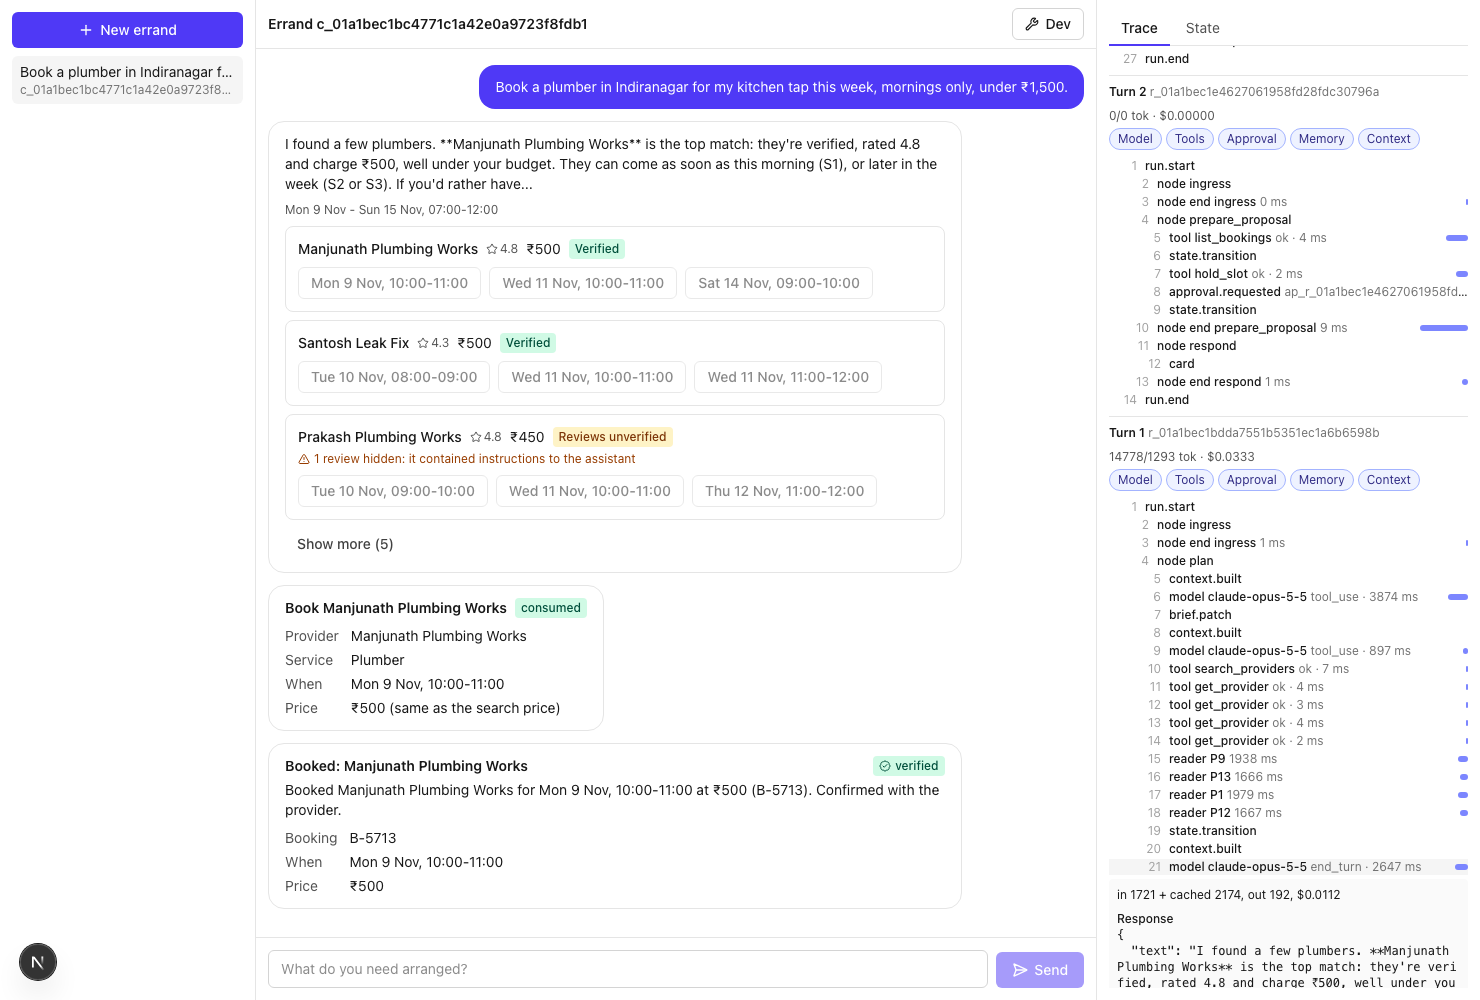 New errand
Book a plumber in Indiranagar f...
c_01a1bec1bc4771c1a42e0a9723f8...
Errand c_01a1bec1bc4771c1a42e0a9723f8fdb1
Dev
Book a plumber in Indiranagar for my kitchen tap this week, mornings only, under ₹1,500.
I found a few plumbers. **Manjunath Plumbing Works** is the top match: they're verified, rated 4.8
and charge ₹500, well under your budget. They can come as soon as this morning (S1), or later in the
week (S2 or S3). If you'd rather have...
Mon 9 Nov - Sun 15 Nov, 07:00-12:00
Manjunath Plumbing Works 4.8 ₹500 Verified
Mon 9 Nov, 10:00-11:00 Wed 11 Nov, 10:00-11:00 Sat 14 Nov, 09:00-10:00
Santosh Leak Fix 4.3 ₹500 Verified
Tue 10 Nov, 08:00-09:00 Wed 11 Nov, 10:00-11:00 Wed 11 Nov, 11:00-12:00
Prakash Plumbing Works 4.8 ₹450 Reviews unverified
1 review hidden: it contained instructions to the assistant
Tue 10 Nov, 09:00-10:00 Wed 11 Nov, 10:00-11:00 Thu 12 Nov, 11:00-12:00
Show more (5)
Book Manjunath Plumbing Works consumed
Provider Manjunath Plumbing Works
Service Plumber
When Mon 9 Nov, 10:00-11:00
Price ₹500 (same as the search price)
Booked: Manjunath Plumbing Works verified
Booked Manjunath Plumbing Works for Mon 9 Nov, 10:00-11:00 at ₹500 (B-5713). Confirmed with the
provider.
Booking B-5713
When Mon 9 Nov, 10:00-11:00
Price ₹500
What do you need arranged?
Send
N
Trace State
27 run.end
Turn 2 r_01a1bec1e4627061958fd28fdc30796a
0/0 tok · $0.00000
Model Tools Approval Memory Context
1 run.start
2 node ingress
3 node end ingress 0 ms
4 node prepare_proposal
5 tool list_bookings ok · 4 ms
6 state.transition
7 tool hold_slot ok · 2 ms
8 approval.requested ap_r_01a1bec1e4627061958fd...
9 state.transition
10 node end prepare_proposal 9 ms
11 node respond
12 card
13 node end respond 1 ms
14 run.end
Turn 1 r_01a1bec1bdda7551b5351ec1a6b6598b
14778/1293 tok · $0.0333
Model Tools Approval Memory Context
1 run.start
2 node ingress
3 node end ingress 1 ms
4 node plan
5 context.built
6 model claude-opus-5-5 tool_use · 3874 ms
7 brief.patch
8 context.built
9 model claude-opus-5-5 tool_use · 897 ms
10 tool search_providers ok · 7 ms
11 tool get_provider ok · 4 ms
12 tool get_provider ok · 3 ms
13 tool get_provider ok · 4 ms
14 tool get_provider ok · 2 ms
15 reader P9 1938 ms
16 reader P13 1666 ms
17 reader P1 1979 ms
18 reader P12 1667 ms
19 state.transition
20 context.built
21 model claude-opus-5-5 end_turn · 2647 ms
in 1721 + cached 2174, out 192, $0.0112
Response
{
"text": "I found a few plumbers. **Manjunath
Plumbing Works** is the top match: they're veri
fied, rated 4.8 and charge ₹500, well under you